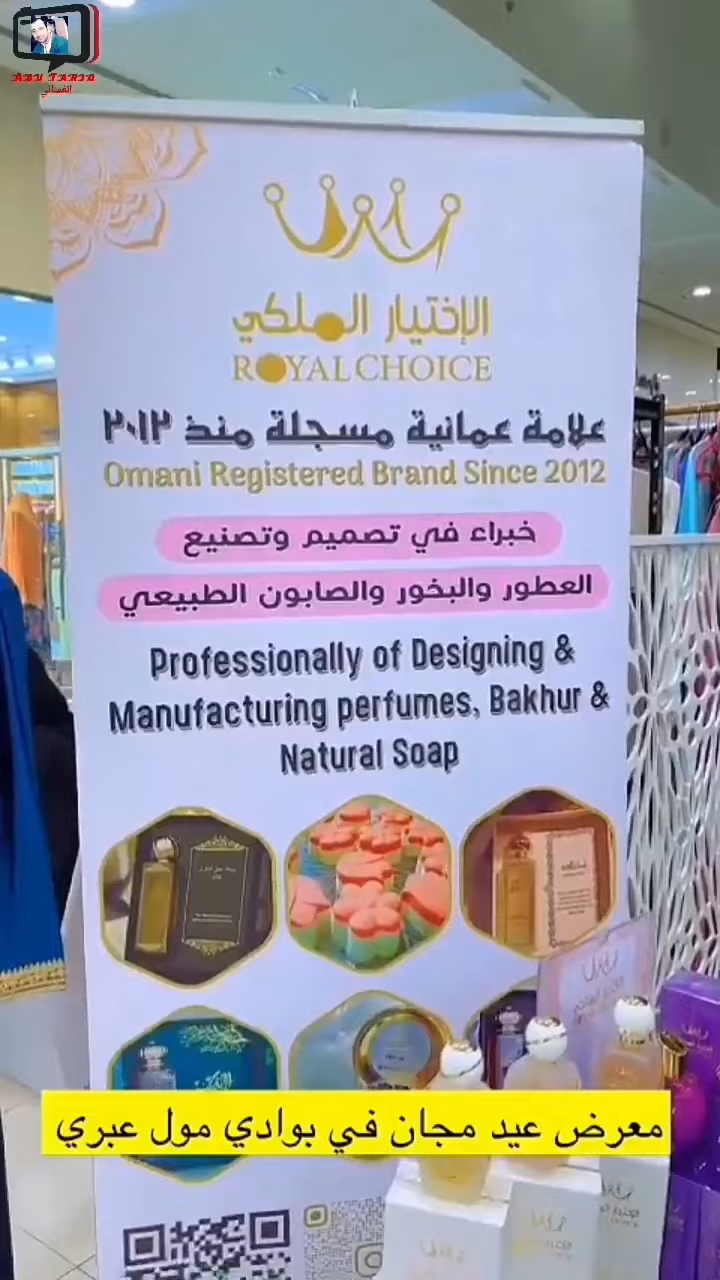 ABU TARIQ
الغساني
الإختيار الملكي
ROYAL CHOICE
علامة عمانية مسجلة منذ ٢٠١٢
Omani Registered Brand Since 2012
خبراء في تصميم وتصنيع
العطور والبخور والصابون الطبيعي
Professionally of Designing &
Manufacturing perfumes, Bakhur &
Natural Soap
معرض عيد مجان في بوادي مول عبري